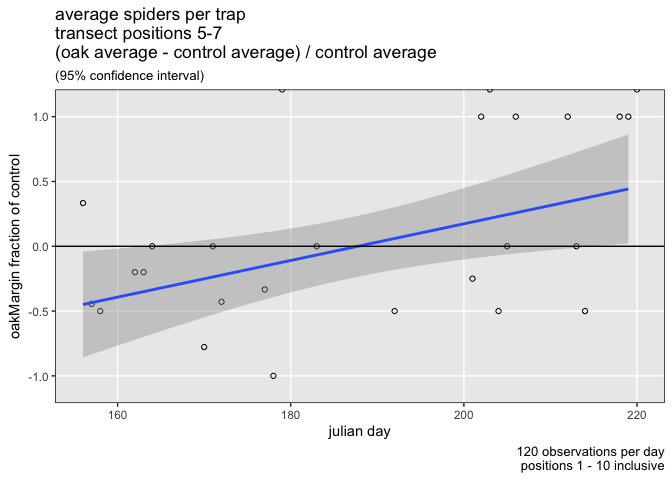 average spiders per trap
transect positions 5-7
(oak average - control average) / control average
(95% confidence interval)
oakMargin fraction of control
1.0
0.5
0.0
-0.5
-1.0
160
180
200
220
julian day
120 observations per day
positions 1 - 10 inclusive